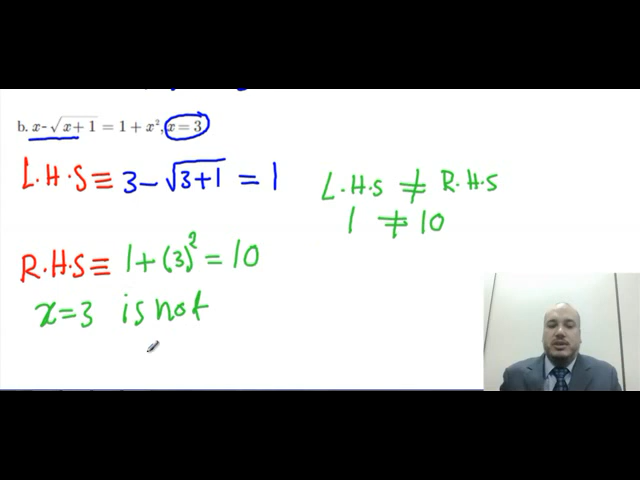 b. x-√x+1 = 1 + x², x = 3
L.H.S ≡ 3 - √3+1 = 1
L.H.S ≠ R.H.S
1 ≠ 10
R.H.S ≡ 1+(3)² = 10
x=3 is not